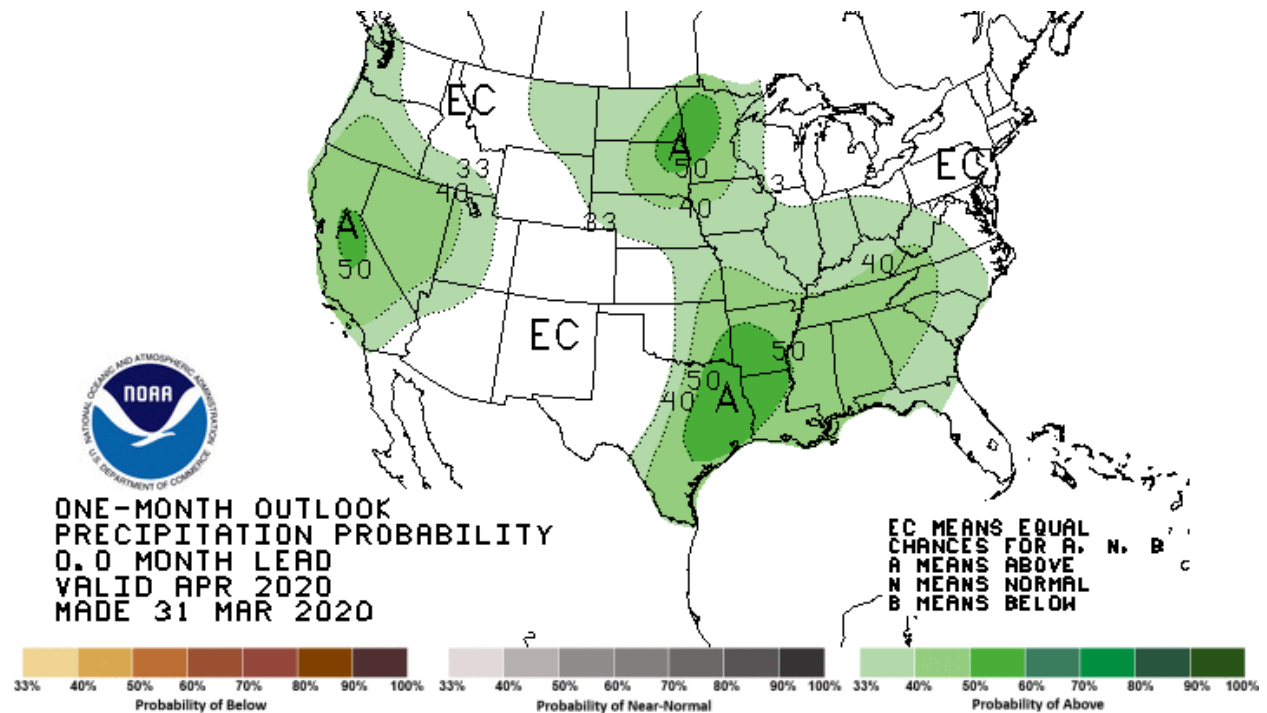 EC
A
50
33
40
33
A
50
40
33
EC
A
50
EC
40
50
50
40
A
NATIONAL OCEANIC AND ATMOSPHERIC ADMINISTRATION
NOAA
U.S. DEPARTMENT OF COMMERCE
ONE-MONTH OUTLOOK
PRECIPITATION PROBABILITY
0.0 MONTH LEAD
VALID APR 2020
MADE 31 MAR 2020
EC MEANS EQUAL
CHANCES FOR A, N, B
A MEANS ABOVE
N MEANS NORMAL
B MEANS BELOW
33% 40% 50% 60% 70% 80% 90% 100%
Probability of Below
33% 40% 50% 60% 70% 80% 90% 100%
Probability of Near-Normal
33% 40% 50% 60% 70% 80% 90% 100%
Probability of Above